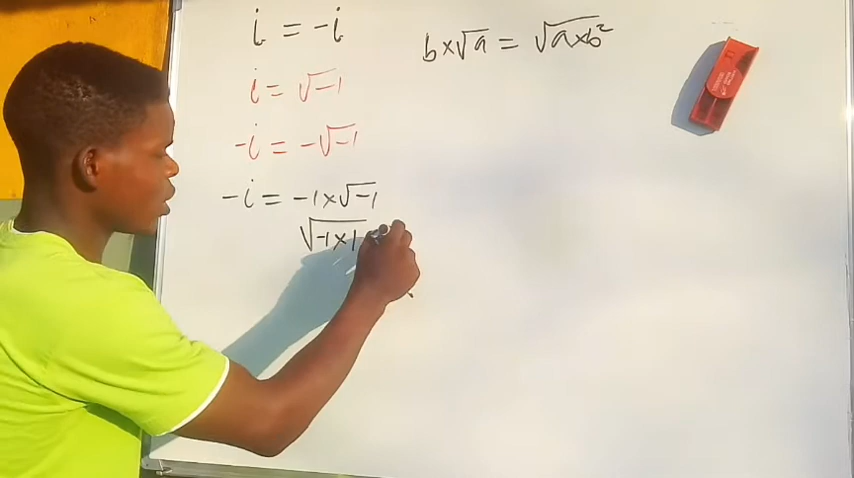 i = -i
b×√a = √a×b²
i = √-1
-i = -√-1
-i = -1×√-1
√-1×1